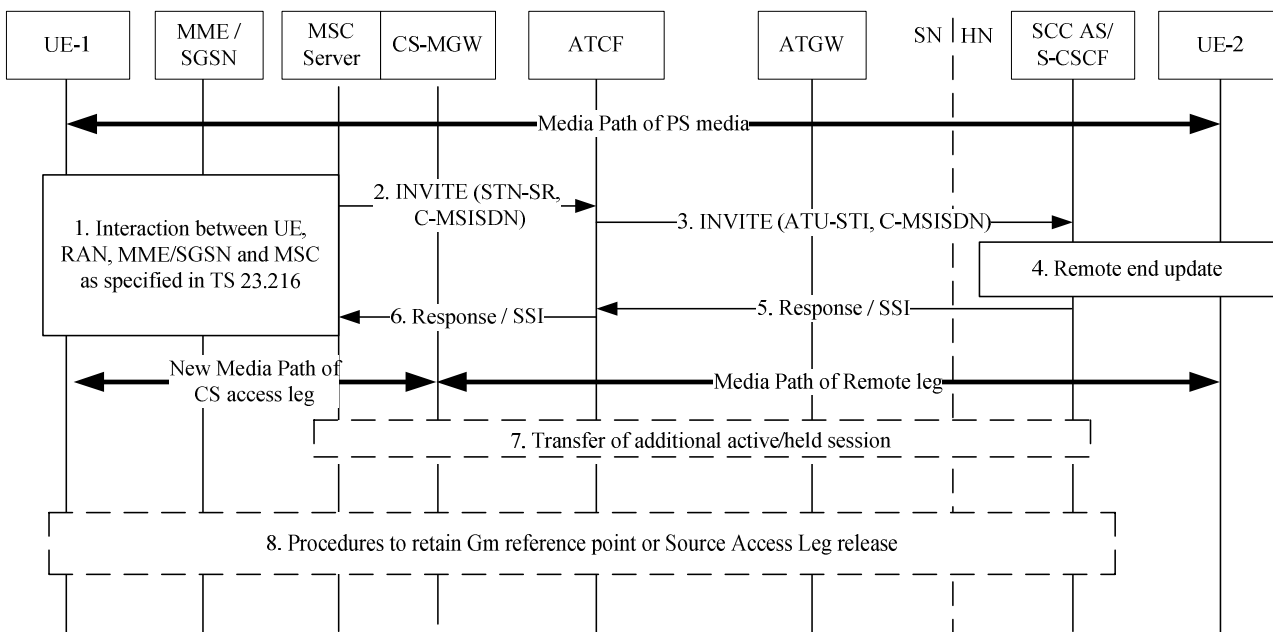 UE-1
MME /
SGSN
MSC
Server
CS-MGW
ATCF
ATGW
SN
HN
SCC AS/
S-CSCF
UE-2
Media Path of PS media
1. Interaction between UE,
RAN, MME/SGSN and MSC
as specified in TS 23.216
2. INVITE (STN-SR,
C-MSISDN)
3. INVITE (ATU-STI, C-MSISDN)
4. Remote end update
5. Response / SSI
6. Response / SSI
New Media Path of
CS access leg
Media Path of Remote leg
7. Transfer of additional active/held session
8. Procedures to retain Gm reference point or Source Access Leg release